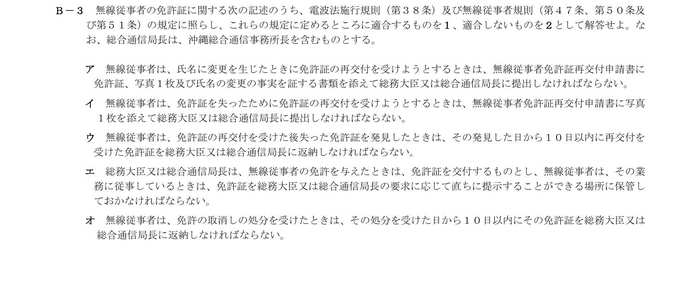 Ｂ－３　無線従事者の免許証に関する次の記述のうち、電波法施行規則（第３８条）及び無線従事者規則（第４７条、第５０条及
び第５１条）の規定に照らし、これらの規定に定めるところに適合するものを１、適合しないものを２として解答せよ。な
お、総合通信局長は、沖縄総合通信事務所長を含むものとする。
ア　無線従事者は、氏名に変更を生じたときに免許証の再交付を受けようとするときは、無線従事者免許証再交付申請書に
免許証、写真１枚及び氏名の変更の事実を証する書類を添えて総務大臣又は総合通信局長に提出しなければならない。
イ　無線従事者は、免許証を失ったために免許証の再交付を受けようとするときは、無線従事者免許証再交付申請書に写真
１枚を添えて総務大臣又は総合通信局長に提出しなければならない。
ウ　無線従事者は、免許証の再交付を受けた後失った免許証を発見したときは、その発見した日から１０日以内に再交付を
受けた免許証を総務大臣又は総合通信局長に返納しなければならない。
エ　総務大臣又は総合通信局長は、無線従事者の免許を与えたときは、免許証を交付するものとし、無線従事者は、その業
務に従事しているときは、免許証を総務大臣又は総合通信局長の要求に応じて直ちに提示することができる場所に保管し
ておかなければならない。
オ　無線従事者は、免許の取消しの処分を受けたときは、その処分を受けた日から１０日以内にその免許証を総務大臣又は
総合通信局長に返納しなければならない。